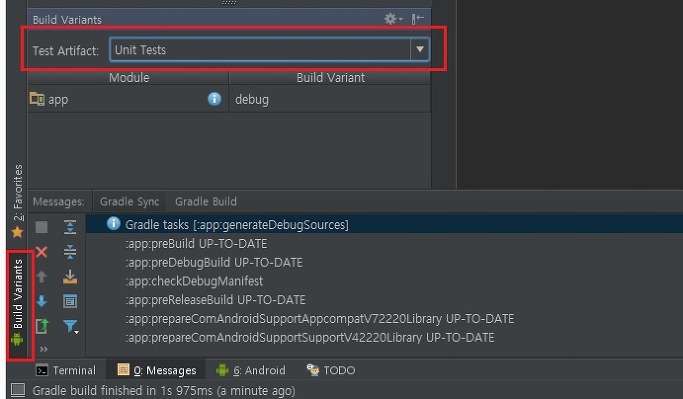 Build Variants
Test Artifact: Unit Tests
Module Build Variant
app debug
2: Favorites
Build Variants
Messages: Gradle Sync Gradle Build
Gradle tasks [:app:generateDebugSources]
:app:preBuild UP-TO-DATE
:app:preDebugBuild UP-TO-DATE
:app:checkDebugManifest
:app:preReleaseBuild UP-TO-DATE
:app:prepareComAndroidSupportAppcompatV72220Library UP-TO-DATE
:app:prepareComAndroidSupportSupportV42220Library UP-TO-DATE
Terminal 0: Messages 6: Android TODO
Gradle build finished in 1s 975ms (a minute ago)